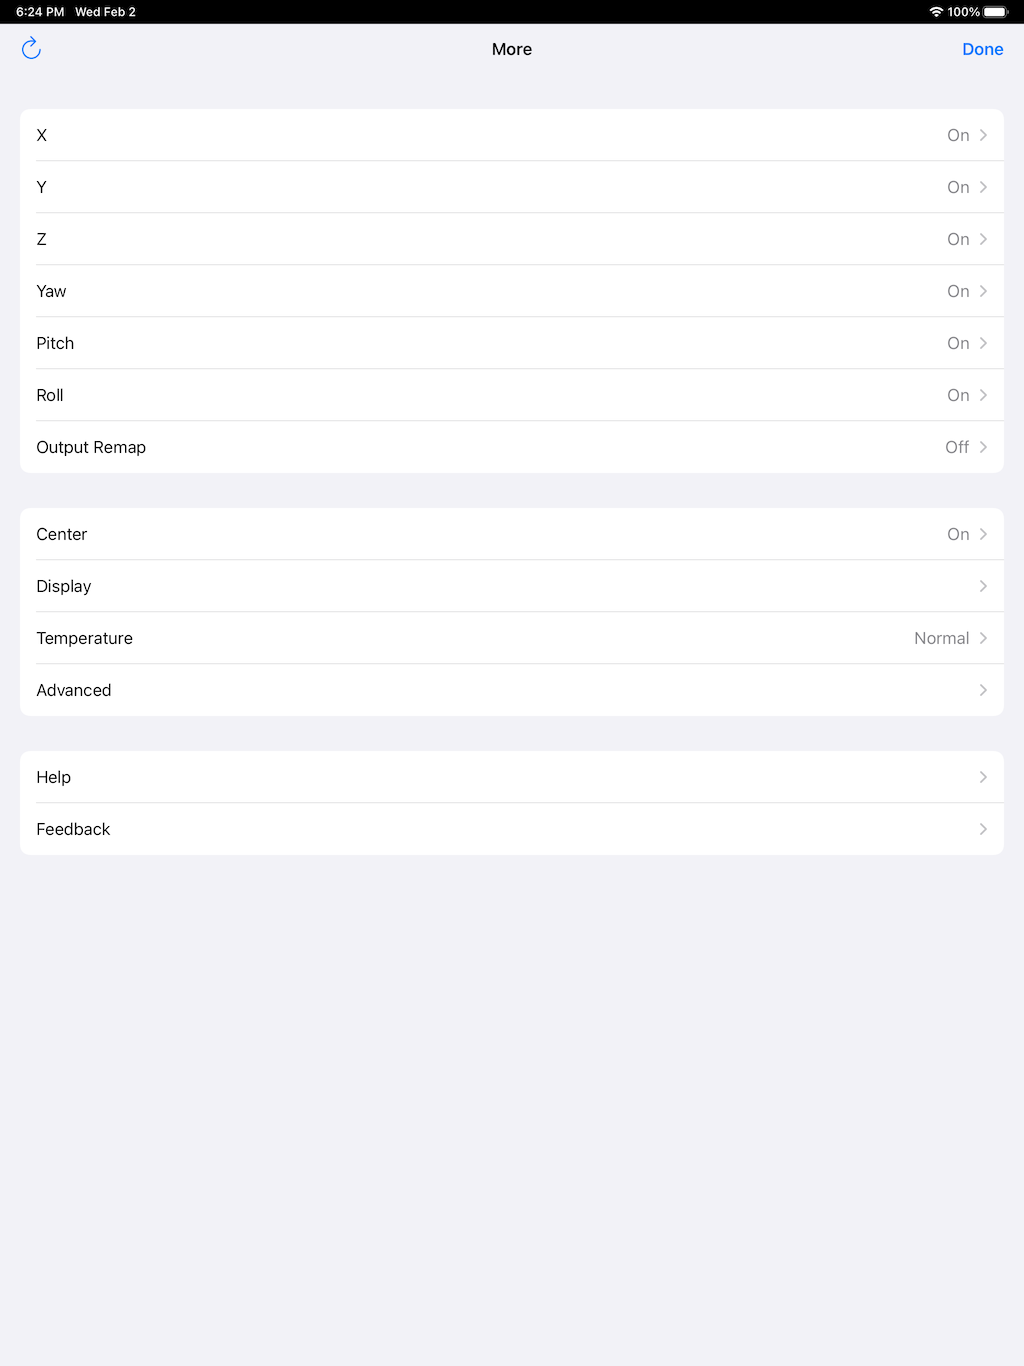 6:24 PM Wed Feb 2 100%
More Done
X On
Y On
Z On
Yaw On
Pitch On
Roll On
Output Remap Off
Center On
Display
Temperature Normal
Advanced
Help
Feedback